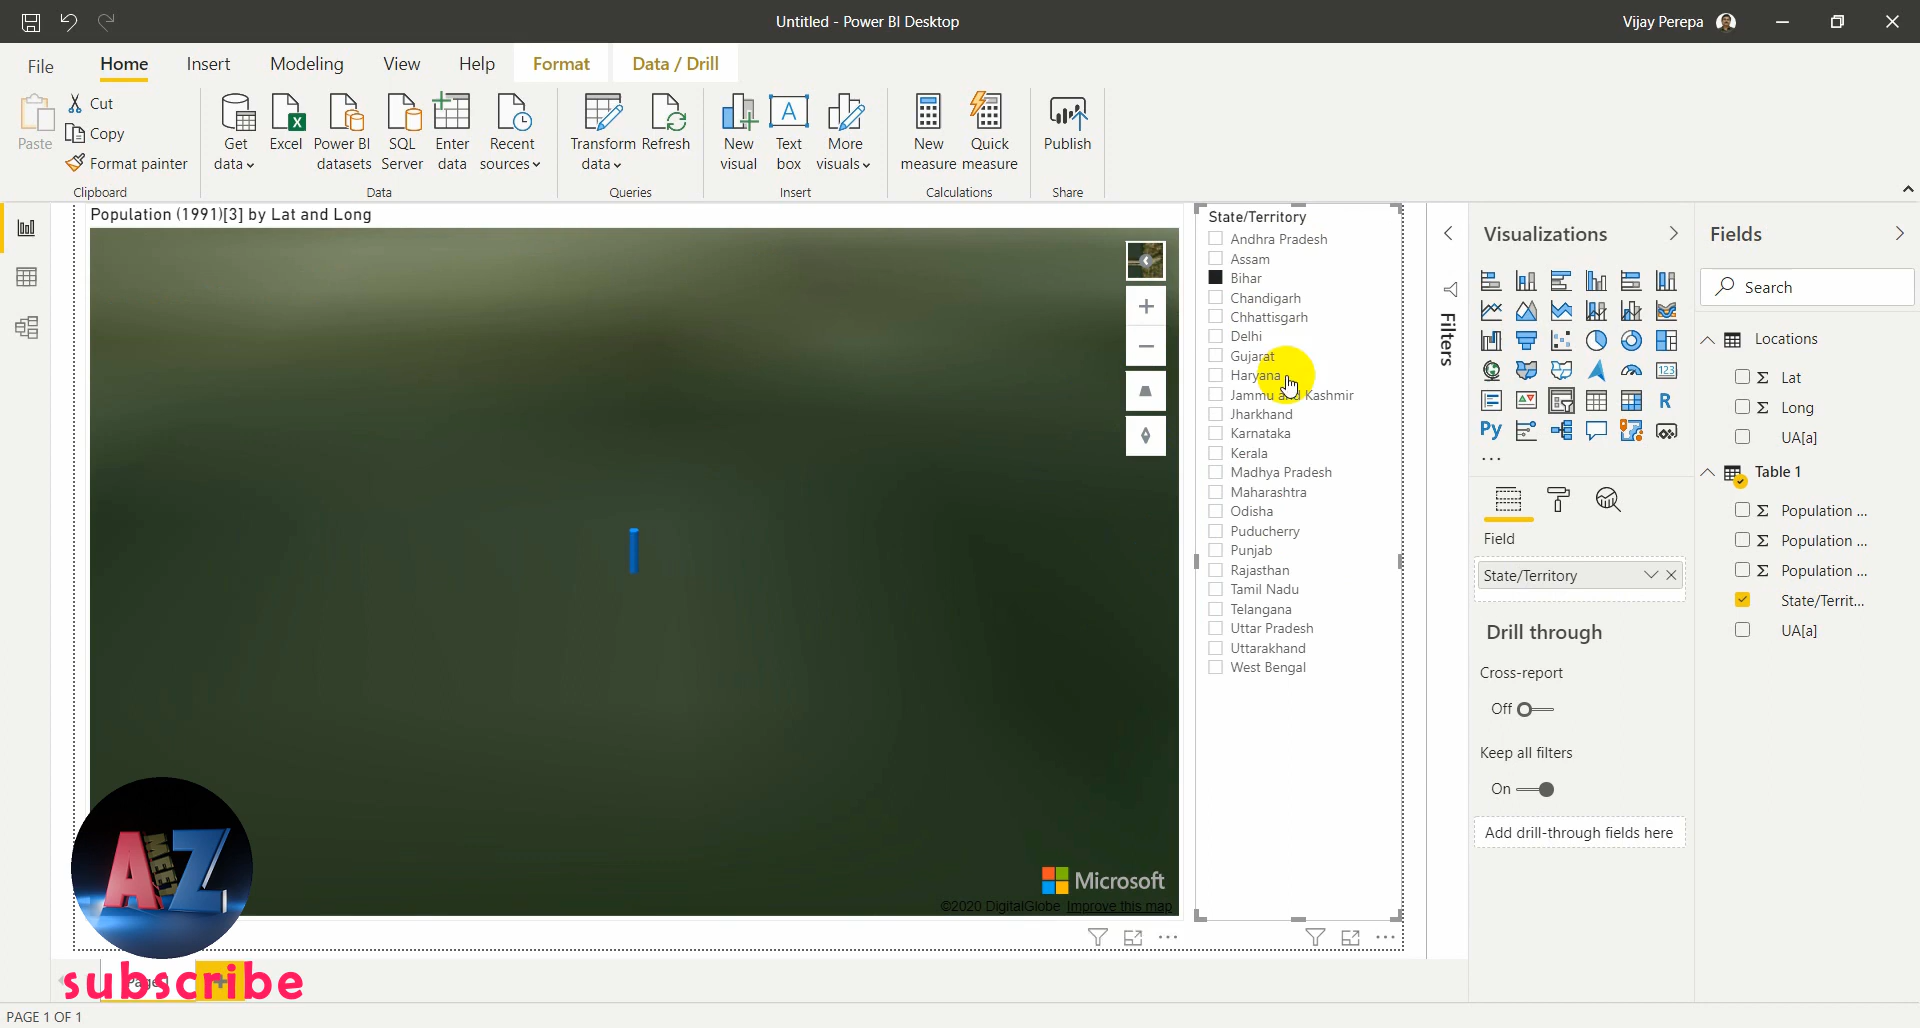 Untitled - Power BI Desktop
Vijay Perepa
File
Home
Insert
Modeling
View
Help
Format
Data / Drill
Paste
Cut
Copy
Format painter
Clipboard
Get
data
Excel
Power BI
datasets
SQL
Server
Enter
data
Recent
sources
Data
Transform
data
Refresh
Queries
New
visual
Text
box
More
visuals
Insert
New
measure
Quick
measure
Calculations
Publish
Share
Population (1991)[3] by Lat and Long
Microsoft
©2020 DigitalGlobe Improve this map
State/Territory
Andhra Pradesh
Assam
Bihar
Chandigarh
Chhattisgarh
Delhi
Gujarat
Haryana
Jammu and Kashmir
Jharkhand
Karnataka
Kerala
Madhya Pradesh
Maharashtra
Odisha
Puducherry
Punjab
Rajasthan
Tamil Nadu
Telangana
Uttar Pradesh
Uttarakhand
West Bengal
Filters
Visualizations
123
R
Py
Field
State/Territory
Drill through
Cross-report
Off
Keep all filters
On
Add drill-through fields here
Fields
Search
Locations
Lat
Long
UA[a]
Table 1
Population ...
Population ...
Population ...
State/Territ...
UA[a]
A MEET Z
subscribe
PAGE 1 OF 1